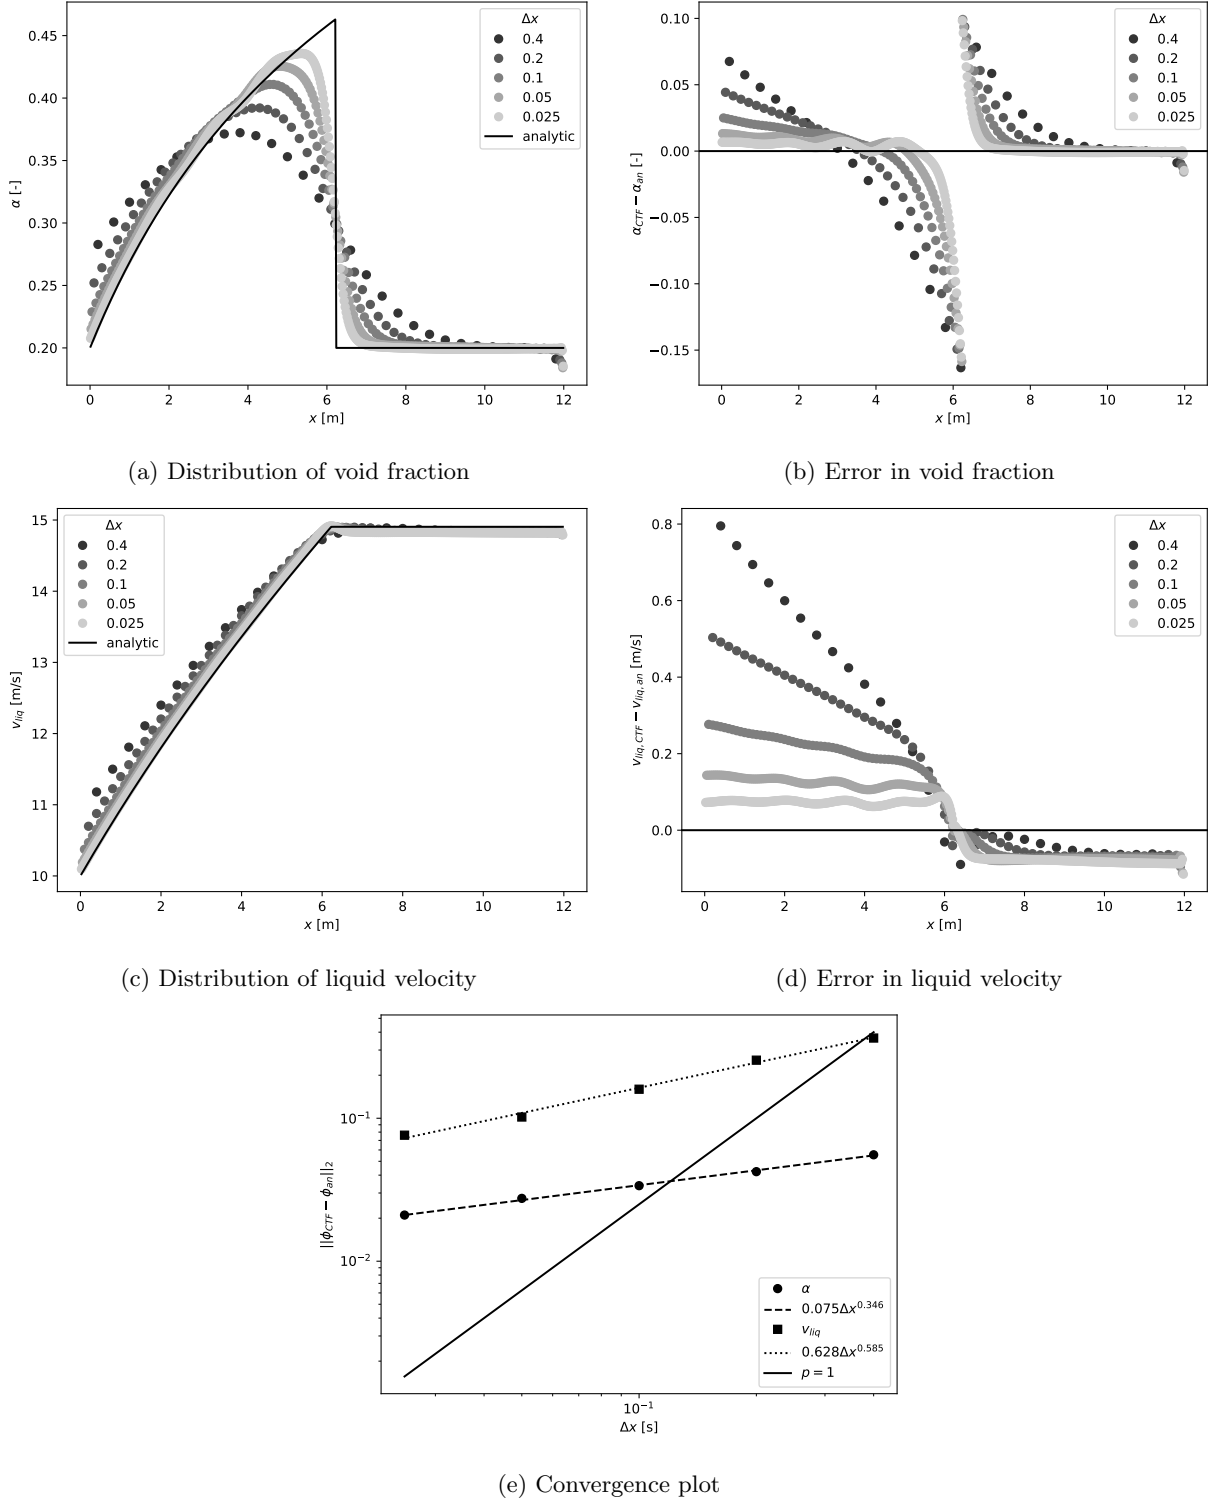 0.45
0.40
0.35
0.30
0.25
0.20
α [-]
0 2 4 6 8 10 12
x [m]
Δx
0.4
0.2
0.1
0.05
0.025
analytic
(a) Distribution of void fraction
0.10
0.05
0.00
−0.05
−0.10
−0.15
α_CTF − α_an [-]
0 2 4 6 8 10 12
x [m]
Δx
0.4
0.2
0.1
0.05
0.025
(b) Error in void fraction
15
14
13
12
11
10
v_liq [m/s]
0 2 4 6 8 10 12
x [m]
Δx
0.4
0.2
0.1
0.05
0.025
analytic
(c) Distribution of liquid velocity
0.8
0.6
0.4
0.2
0.0
v_liq,CTF − v_liq,an [m/s]
0 2 4 6 8 10 12
x [m]
Δx
0.4
0.2
0.1
0.05
0.025
(d) Error in liquid velocity
10⁻¹
10⁻²
||ϕ_CTF − ϕ_an||₂
10⁻¹
Δx [s]
α
0.075Δx^0.346
v_liq
0.628Δx^0.585
p = 1
(e) Convergence plot